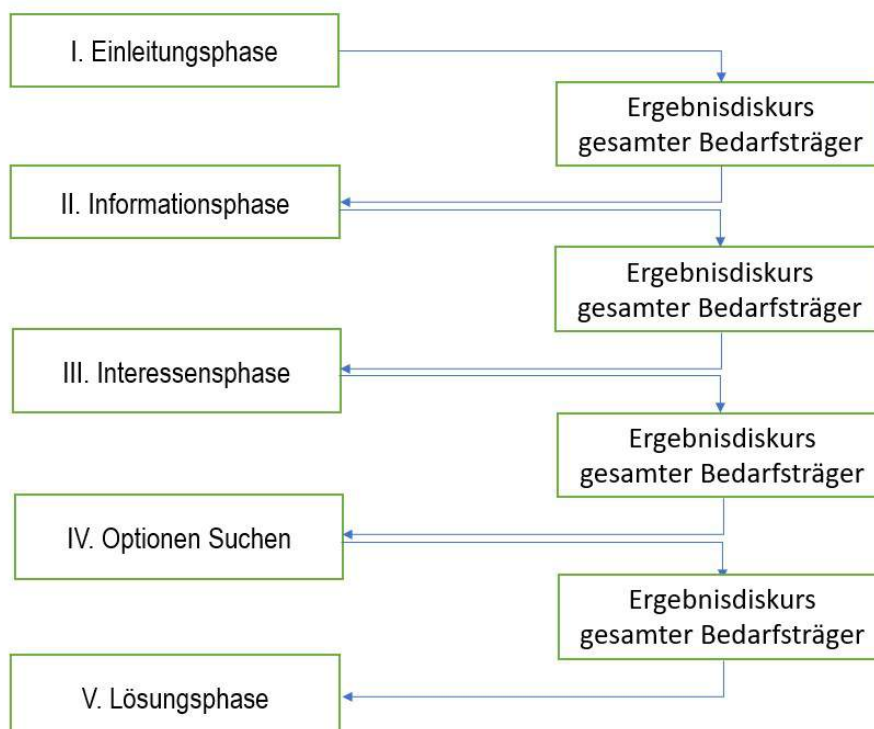 I. Einleitungsphase
Ergebnisdiskurs
gesamter Bedarfsträger
II. Informationsphase
Ergebnisdiskurs
gesamter Bedarfsträger
III. Interessensphase
Ergebnisdiskurs
gesamter Bedarfsträger
IV. Optionen Suchen
Ergebnisdiskurs
gesamter Bedarfsträger
V. Lösungsphase